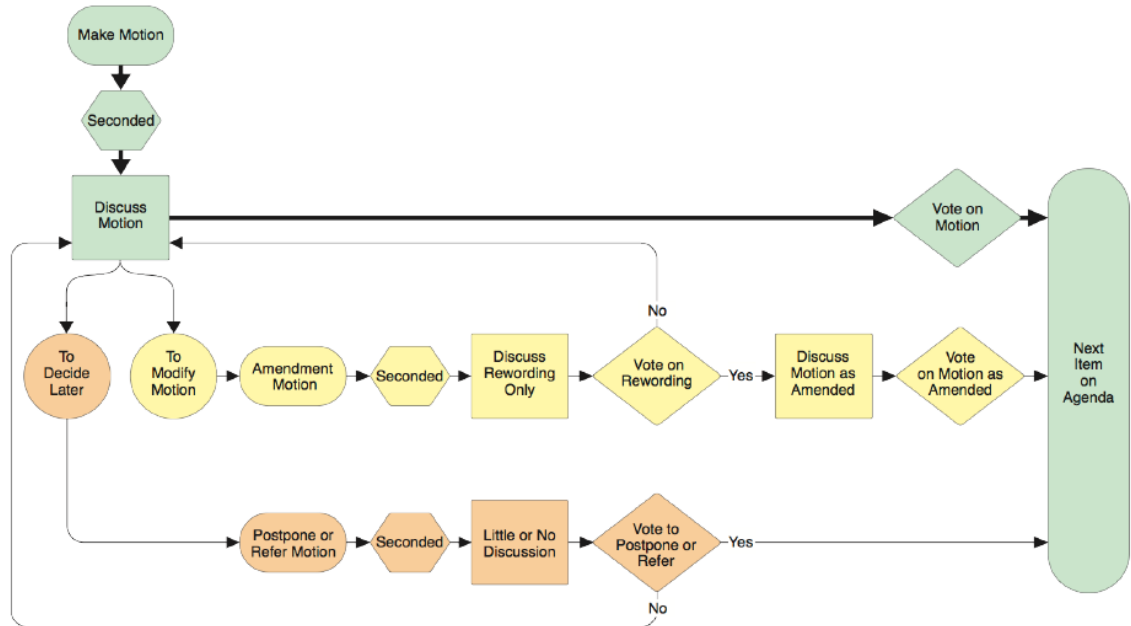 Make Motion
Seconded
Discuss
Motion
Vote on
Motion
Next
Item
on
Agenda
No
To
Decide
Later
To
Modify
Motion
Amendment
Motion
Seconded
Discuss
Rewording
Only
Vote on
Rewording
Yes
Discuss
Motion as
Amended
Vote
on Motion as
Amended
Postpone or
Refer Motion
Seconded
Little or No
Discussion
Vote to
Postpone or
Refer
Yes
No